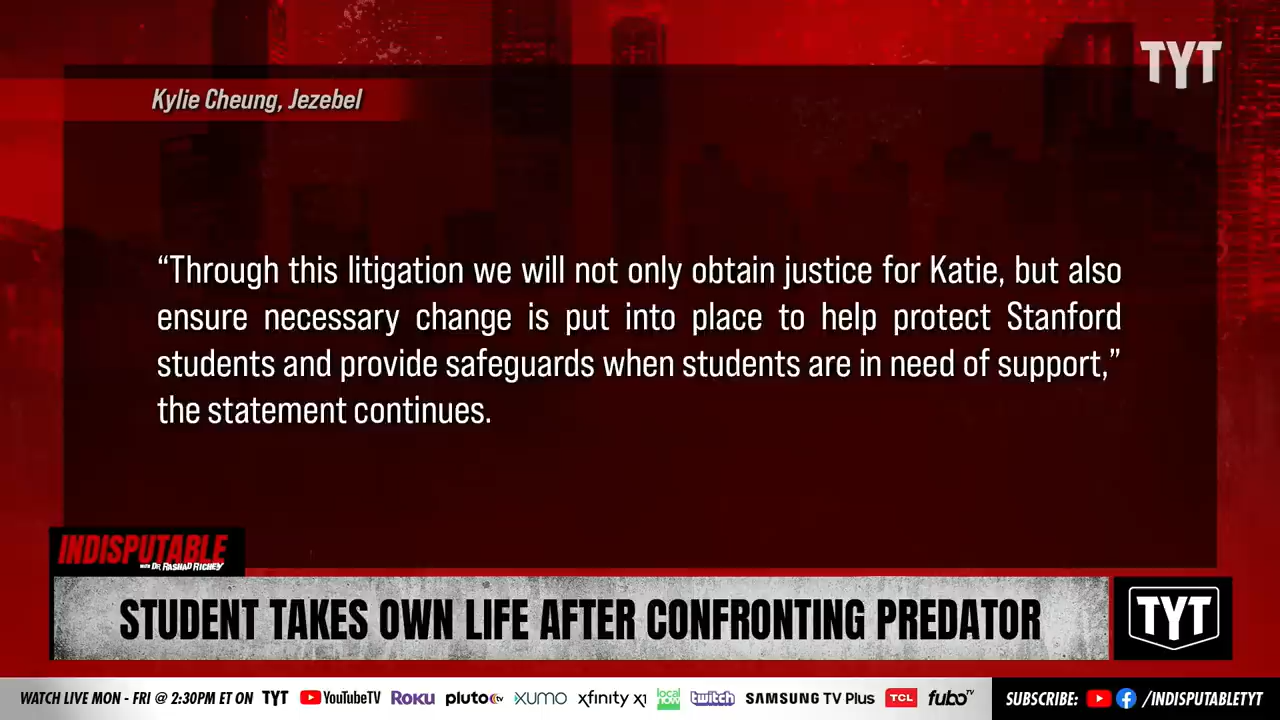 TYT
Kylie Cheung, Jezebel
“Through this litigation we will not only obtain justice for Katie, but also
ensure necessary change is put into place to help protect Stanford
students and provide safeguards when students are in need of support,”
the statement continues.
INDISPUTABLE
WITH DR. RASHAD RICHEY
STUDENT TAKES OWN LIFE AFTER CONFRONTING PREDATOR
TYT
WATCH LIVE MON - FRI @ 2:30PM ET ON TYT YouTubeTV ROKU pluto tv XUMO xfinity x1 local now twitch SAMSUNG TV Plus TCL fubo TV SUBSCRIBE: /INDISPUTABLETYT